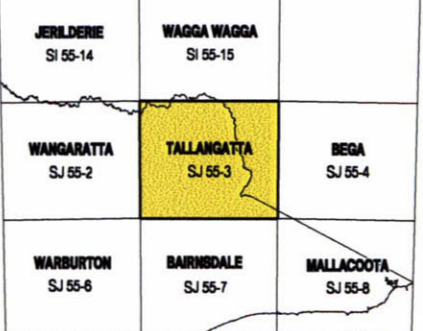 JERILDERIE
SI 55-14
WAGGA WAGGA
SI 55-15
WANGARATTA
SJ 55-2
TALLANGATTA
SJ 55-3
BEGA
SJ 55-4
WARBURTON
SJ 55-6
BAIRNSDALE
SJ 55-7
MALLACOOTA
SJ 55-8